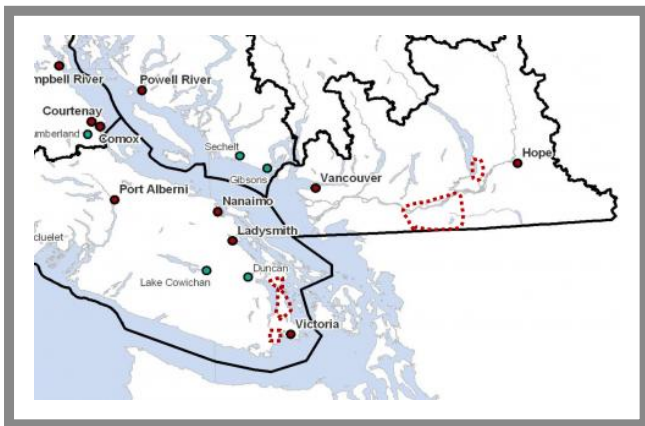 mpbell River
Powell River
Courtenay
umberland
Comox
Sechelt
Gibsons
Vancouver
Hope
Port Alberni
Nanaimo
cluelet
Ladysmith
Lake Cowichan
Duncan
Victoria